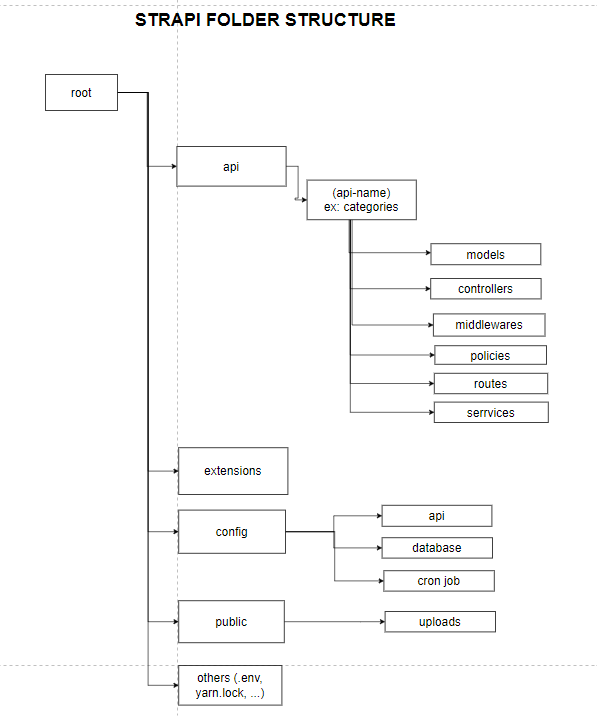 STRAPI FOLDER STRUCTURE
root
api
(api-name)
ex: categories
models
controllers
middlewares
policies
routes
serrvices
extensions
config
api
database
cron job
public
uploads
others (.env,
yarn.lock, ...)